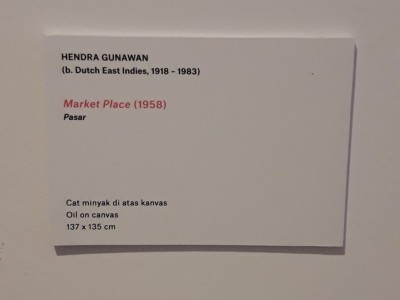 HENDRA GUNAWAN
(b. Dutch East Indies, 1918 - 1983)
Market Place (1958)
Pasar
Cat minyak di atas kanvas
Oil on canvas
137 x 135 cm